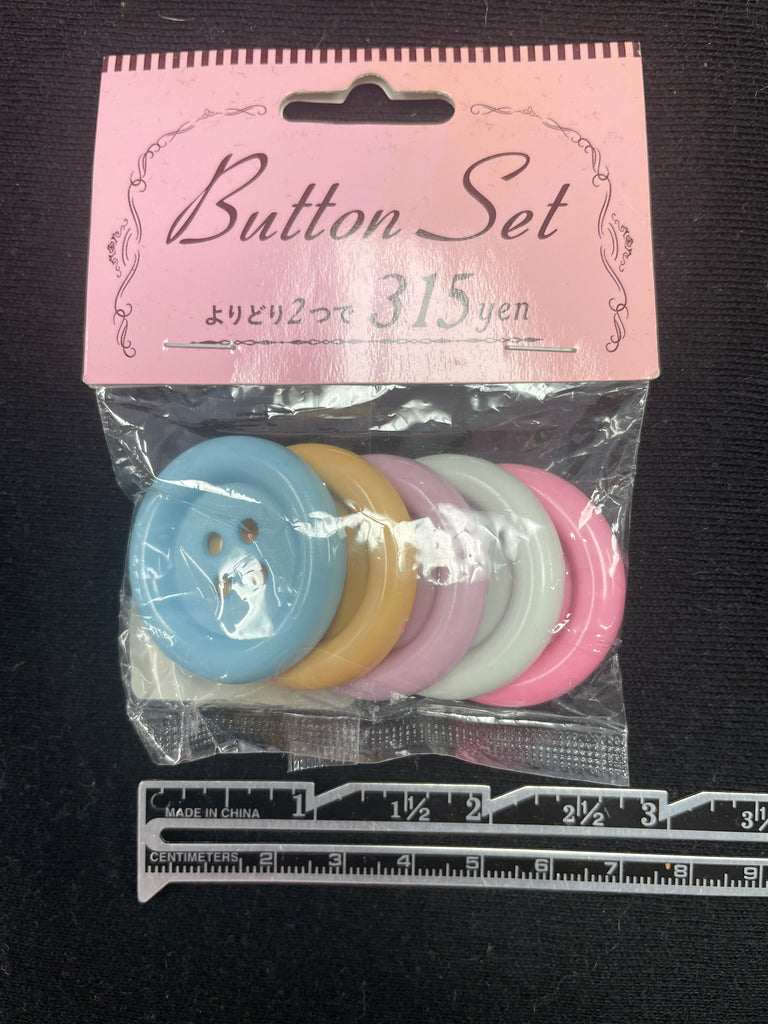 Button Set
よりどり2つで 315yen
1 1½ 2 2½ 3 3½
MADE IN CHINA
CENTIMETERS 2 3 4 5 6 7 8 9